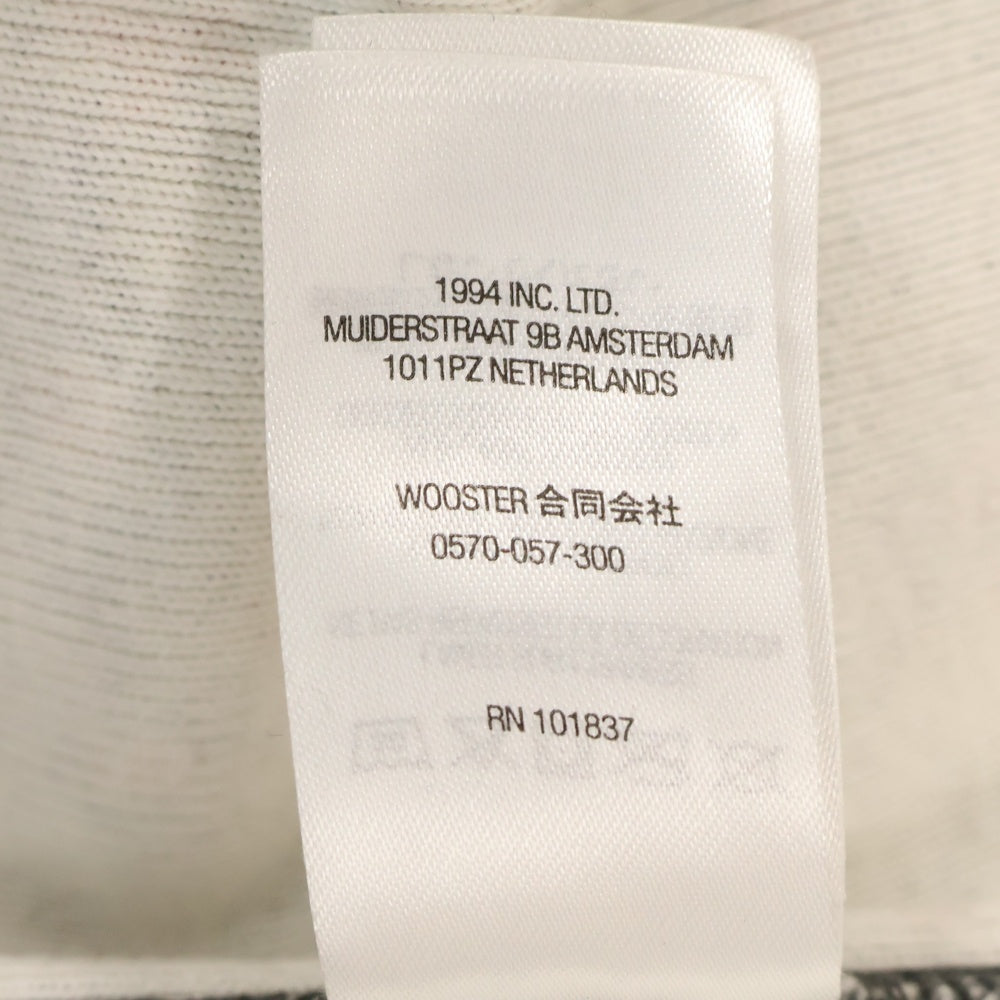 1994 INC. LTD.
MUIDERSTRAAT 9B AMSTERDAM
1011PZ NETHERLANDS
WOOSTER 合同会社
0570-057-300
RN 101837